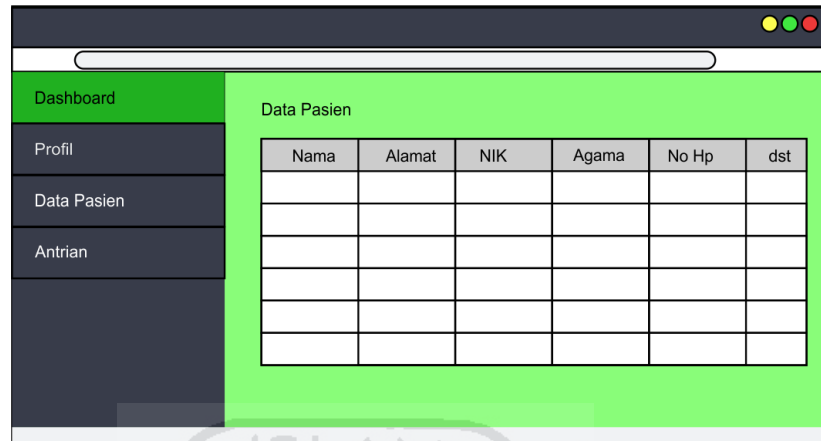 Dashboard
Profil
Data Pasien
Antrian
Data Pasien
Nama Alamat NIK Agama No Hp dst